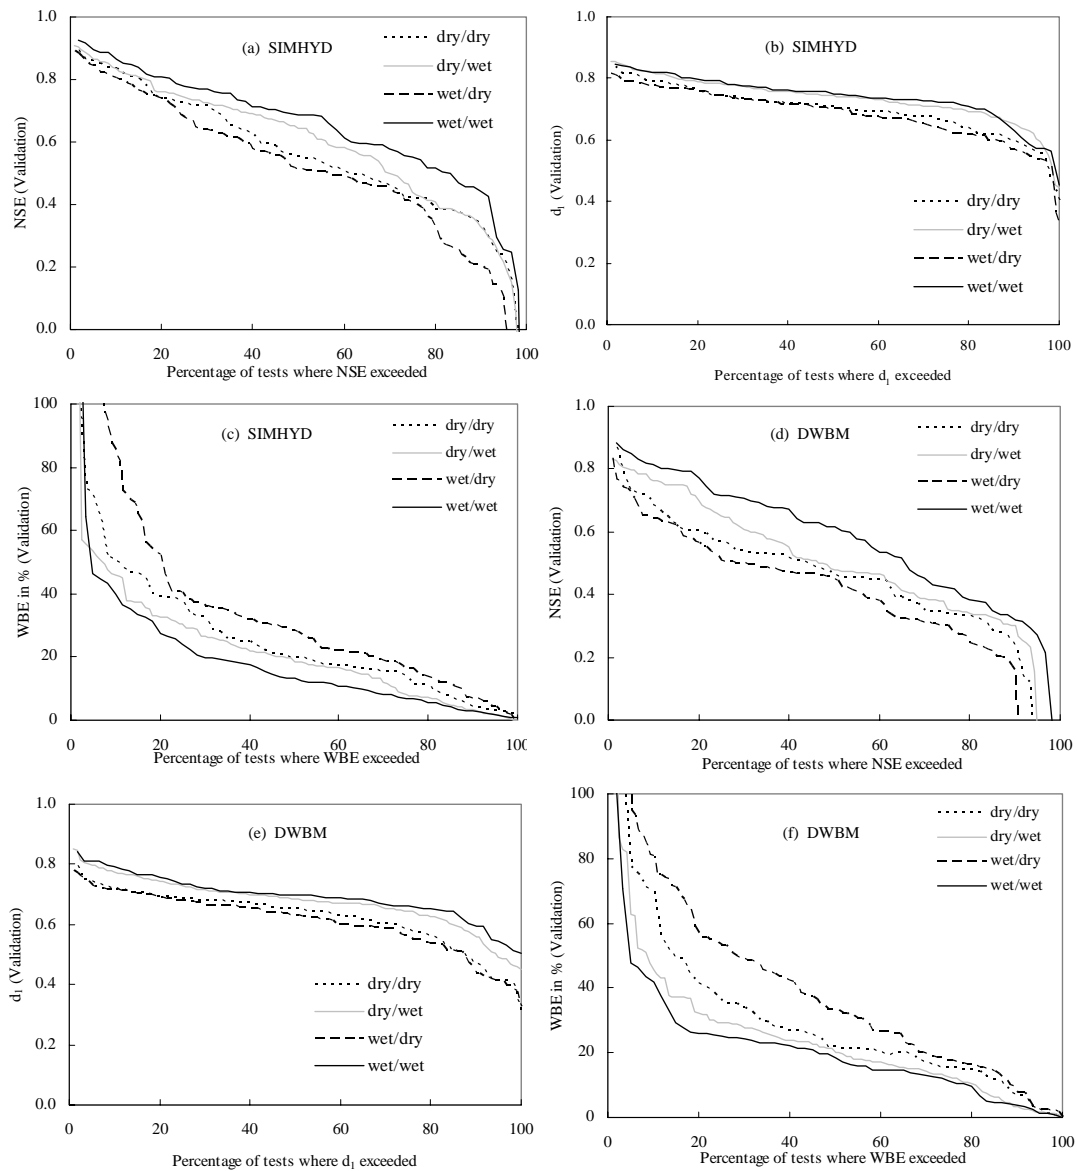 (a) SIMHYD
NSE (Validation)
1.0
0.8
0.6
0.4
0.2
0.0
0 20 40 60 80 100
Percentage of tests where NSE exceeded
dry/dry
dry/wet
wet/dry
wet/wet
(b) SIMHYD
d1 (Validation)
1.0
0.8
0.6
0.4
0.2
0.0
0 20 40 60 80 100
Percentage of tests where d1 exceeded
dry/dry
dry/wet
wet/dry
wet/wet
(c) SIMHYD
WBE in % (Validation)
100
80
60
40
20
0
0 20 40 60 80 100
Percentage of tests where WBE exceeded
dry/dry
dry/wet
wet/dry
wet/wet
(d) DWBM
NSE (Validation)
1.0
0.8
0.6
0.4
0.2
0.0
0 20 40 60 80 100
Percentage of tests where NSE exceeded
dry/dry
dry/wet
wet/dry
wet/wet
(e) DWBM
d1 (Validation)
1.0
0.8
0.6
0.4
0.2
0.0
0 20 40 60 80 100
Percentage of tests where d1 exceeded
dry/dry
dry/wet
wet/dry
wet/wet
(f) DWBM
WBE in % (Validation)
100
80
60
40
20
0
0 20 40 60 80 100
Percentage of tests where WBE exceeded
dry/dry
dry/wet
wet/dry
wet/wet